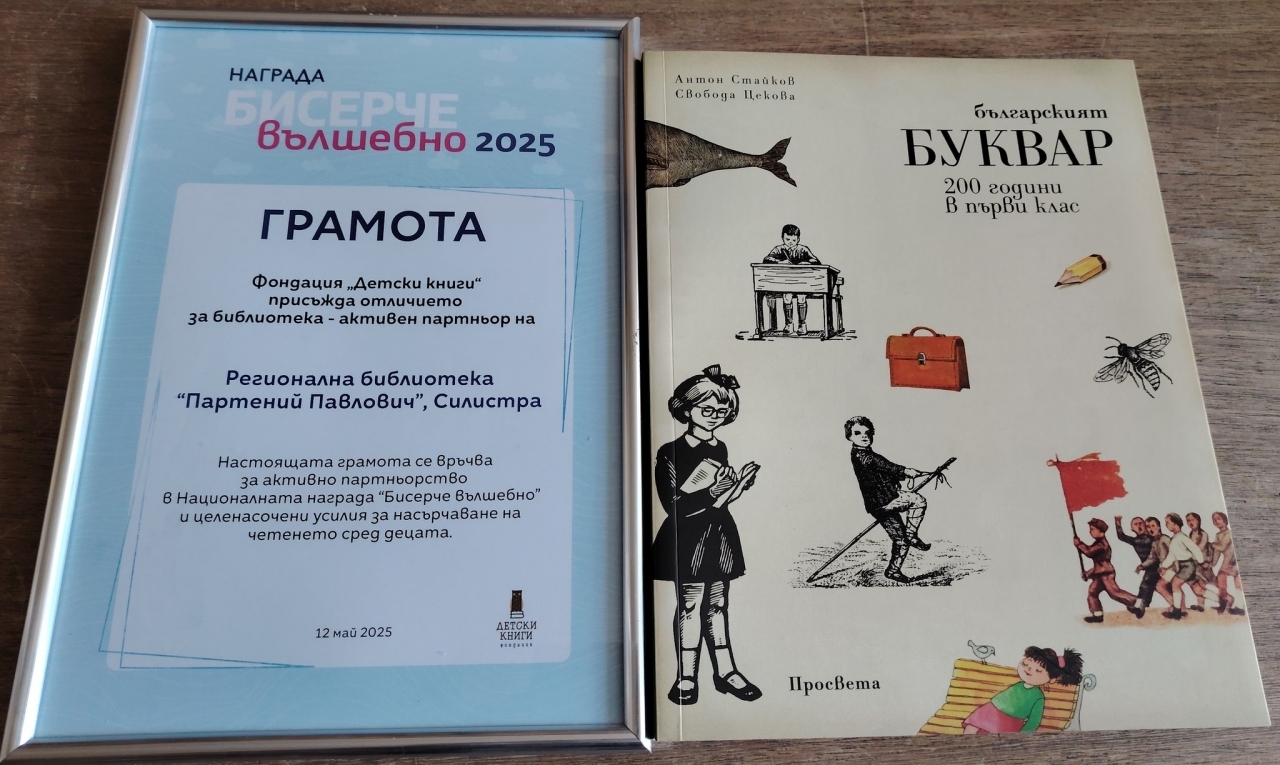 НАГРАДА
БИСЕРЧЕ
вълшебно 2025
ГРАМОТА
Фондация „Детски книги“
присъжда отличието
за библиотека - активен партньор на
Регионална библиотека
“Партений Павлович”, Силистра
Настоящата грамота се връчва
за активно партньорство
в Националната награда “Бисерче вълшебно”
и целенасочени усилия за насърчаване на
четенето сред децата.
12 май 2025
ДЕТСКИ
КНИГИ
фондация
Антон Стайков
Свобода Цекова
българският
БУКВАР
200 години
в първи клас
Просвета